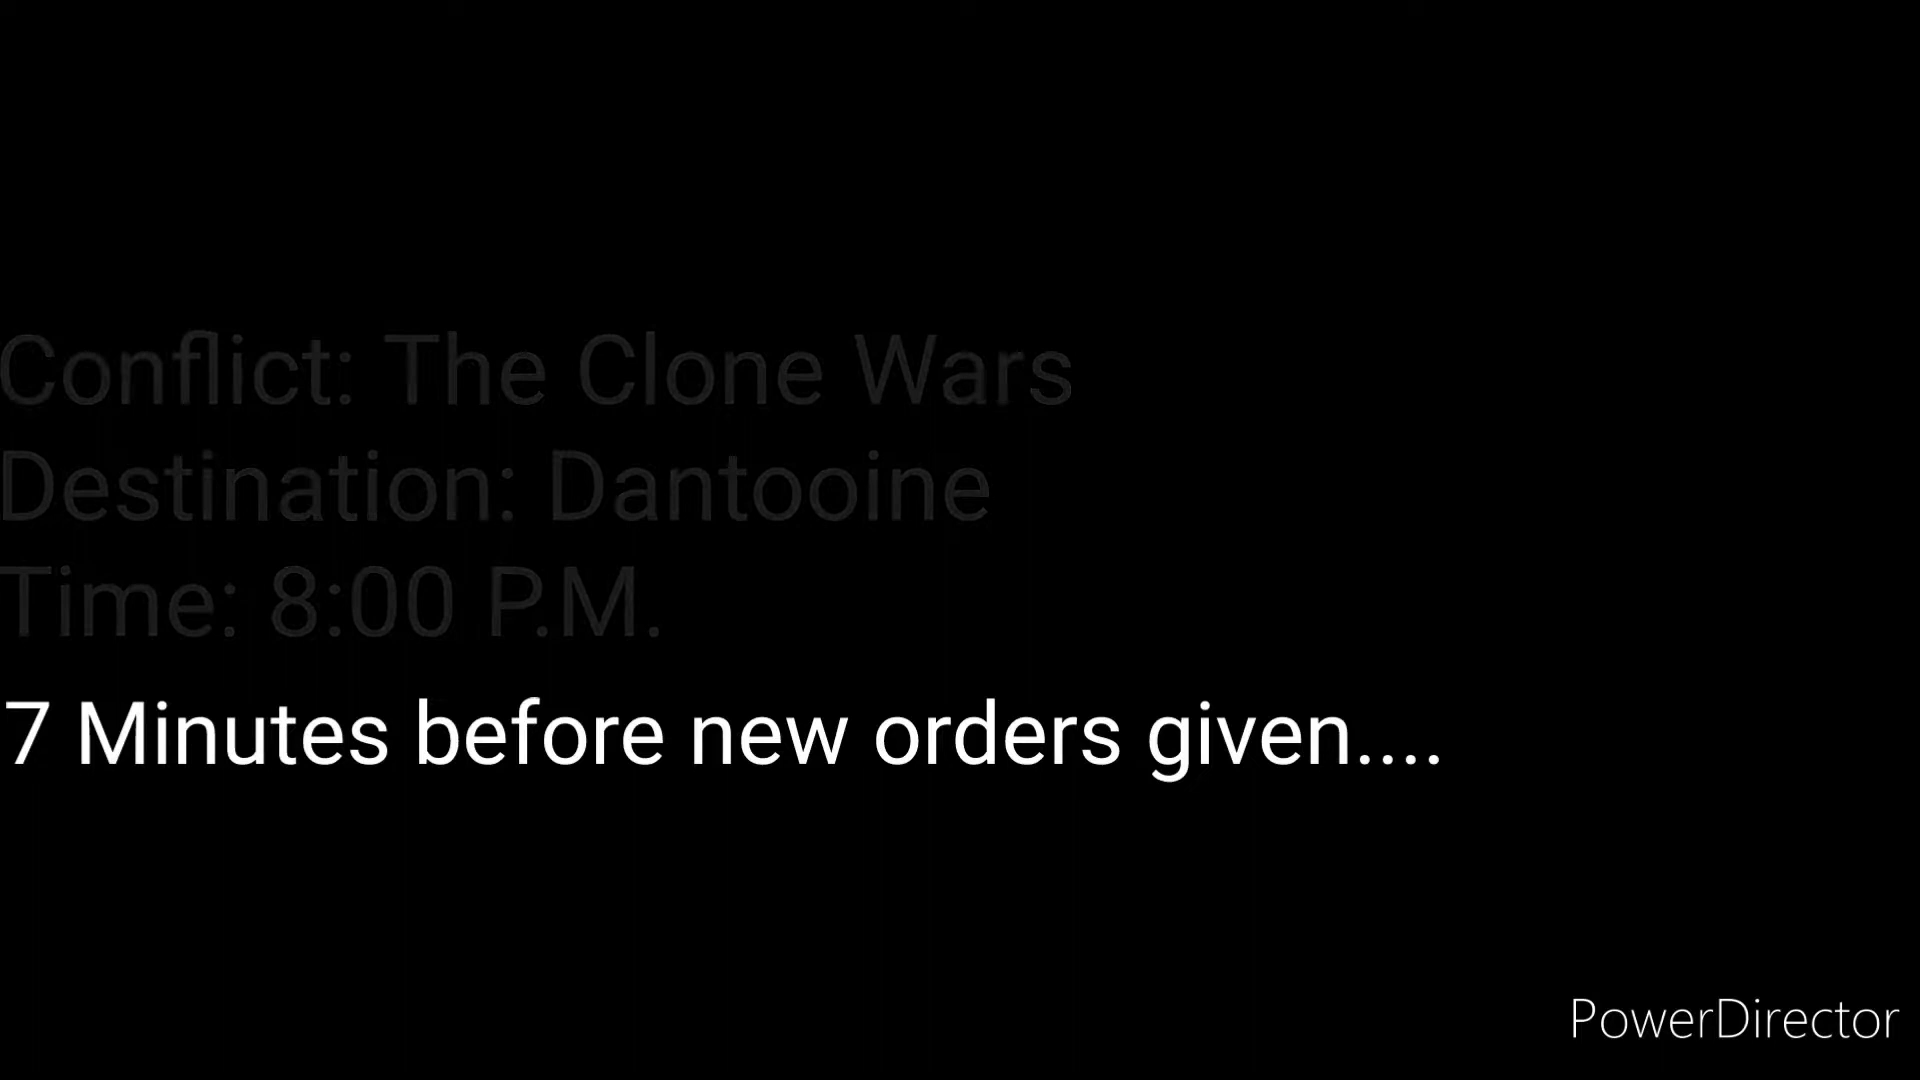 Conflict: The Clone Wars
Destination: Dantooine
Time: 8:00 P.M.
7 Minutes before new orders given....
PowerDirector